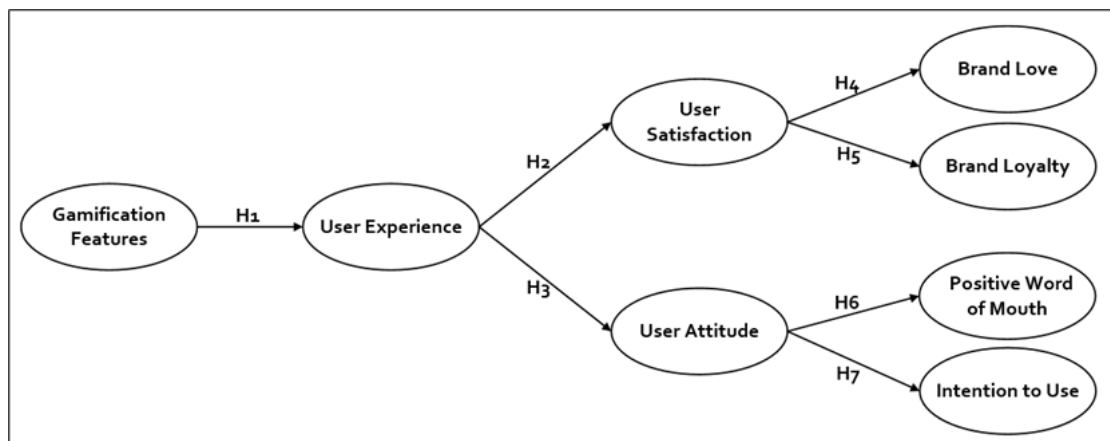 Gamification
Features
H1
User Experience
H2
H3
User
Satisfaction
User Attitude
H4
H5
H6
H7
Brand Love
Brand Loyalty
Positive Word
of Mouth
Intention to Use